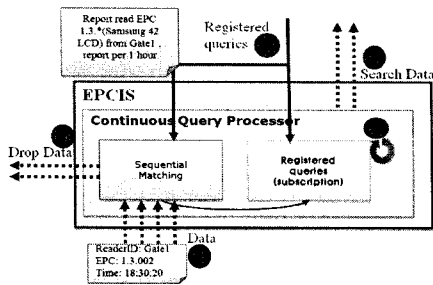 Report read EPC
1.3.*(Samsung 42
LCD) from Gate1 ,
report per 1 hour
Registered
queries
Search Data
EPCIS
Continuous Query Processor
Drop Data
Sequential
Matching
Registered
queries
(subscription)
Data
ReaderID: Gate1
EPC: 1.3.002
Time: 18:30:20